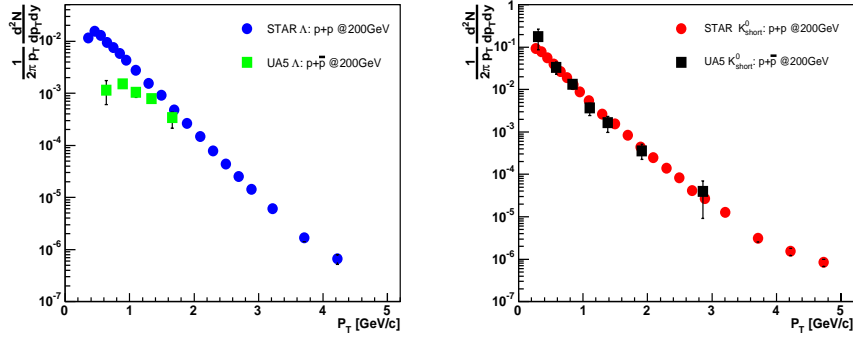 1/2π p_T d²N/dp_T dy
STAR Λ: p+p @200GeV
UA5 Λ: p+p̅ @200GeV
10⁻²
10⁻³
10⁻⁴
10⁻⁵
10⁻⁶
10⁻⁷
0 1 2 3 4 5
P_T [GeV/c]
1/2π p_T d²N/dp_T dy
STAR K⁰_short: p+p @200GeV
UA5 K⁰_short: p+p̅ @200GeV
1
10⁻¹
10⁻²
10⁻³
10⁻⁴
10⁻⁵
10⁻⁶
10⁻⁷
0 1 2 3 4 5
P_T [GeV/c]